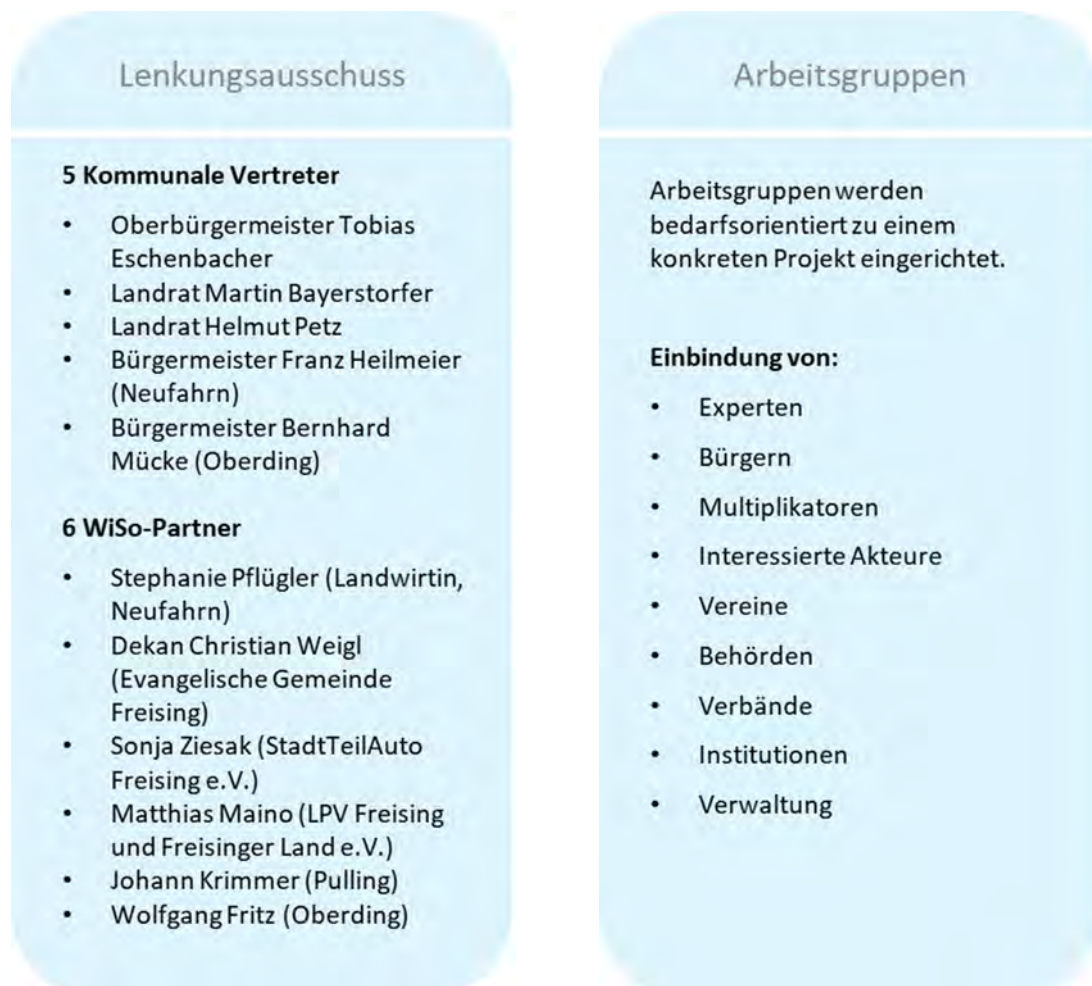 Lenkungsausschuss
5 Kommunale Vertreter
• Oberbürgermeister Tobias
Eschenbacher
• Landrat Martin Bayerstorfer
• Landrat Helmut Petz
• Bürgermeister Franz Heilmeier
(Neufahrn)
• Bürgermeister Bernhard
Mücke (Oberding)
6 WiSo-Partner
• Stephanie Pflügler (Landwirtin,
Neufahrn)
• Dekan Christian Weigl
(Evangelische Gemeinde
Freising)
• Sonja Ziesak (StadtTeilAuto
Freising e.V.)
• Matthias Maino (LPV Freising
und Freisinger Land e.V.)
• Johann Krimmer (Pulling)
• Wolfgang Fritz (Oberding)
Arbeitsgruppen
Arbeitsgruppen werden
bedarfsorientiert zu einem
konkreten Projekt eingerichtet.
Einbindung von:
• Experten
• Bürgern
• Multiplikatoren
• Interessierte Akteure
• Vereine
• Behörden
• Verbände
• Institutionen
• Verwaltung